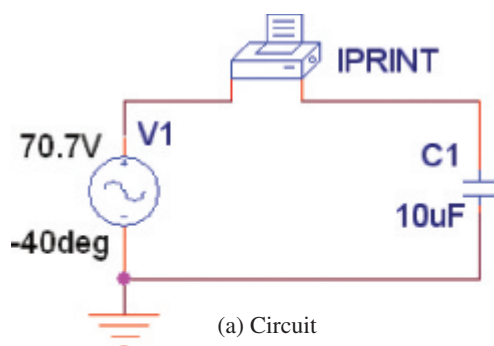 IPRINT
70.7V
V1
C1
10uF
-40deg
(a) Circuit